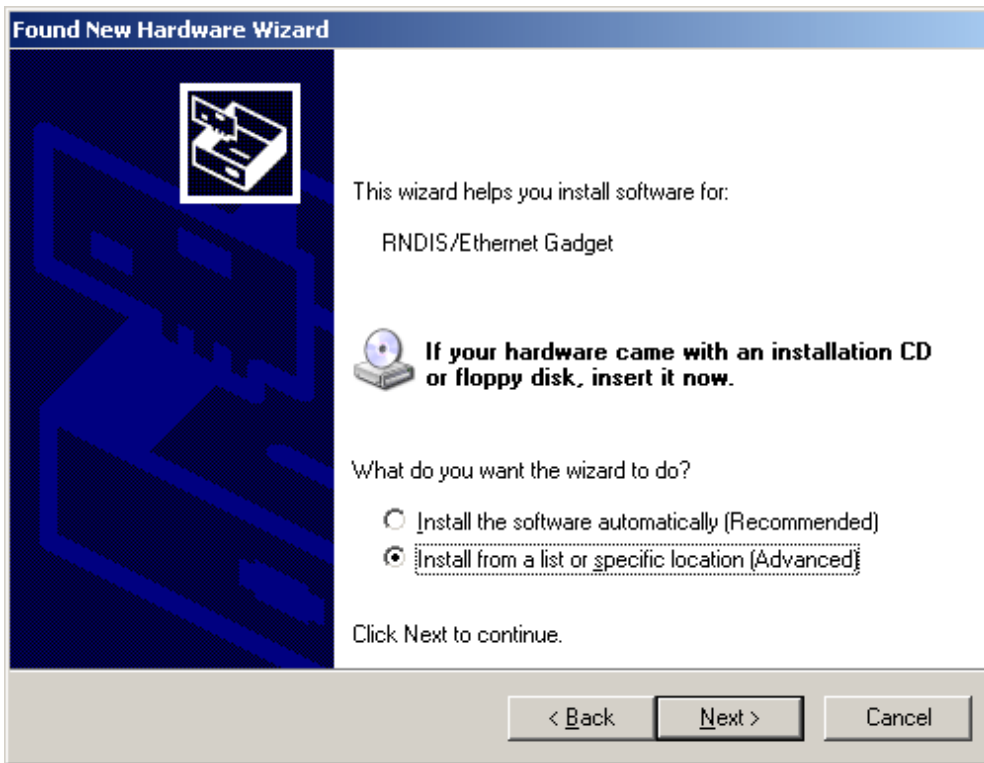 Found New Hardware Wizard
This wizard helps you install software for:
RNDIS/Ethernet Gadget
If your hardware came with an installation CD
or floppy disk, insert it now.
What do you want the wizard to do?
Install the software automatically (Recommended)
Install from a list or specific location (Advanced)
Click Next to continue.
< Back
Next >
Cancel